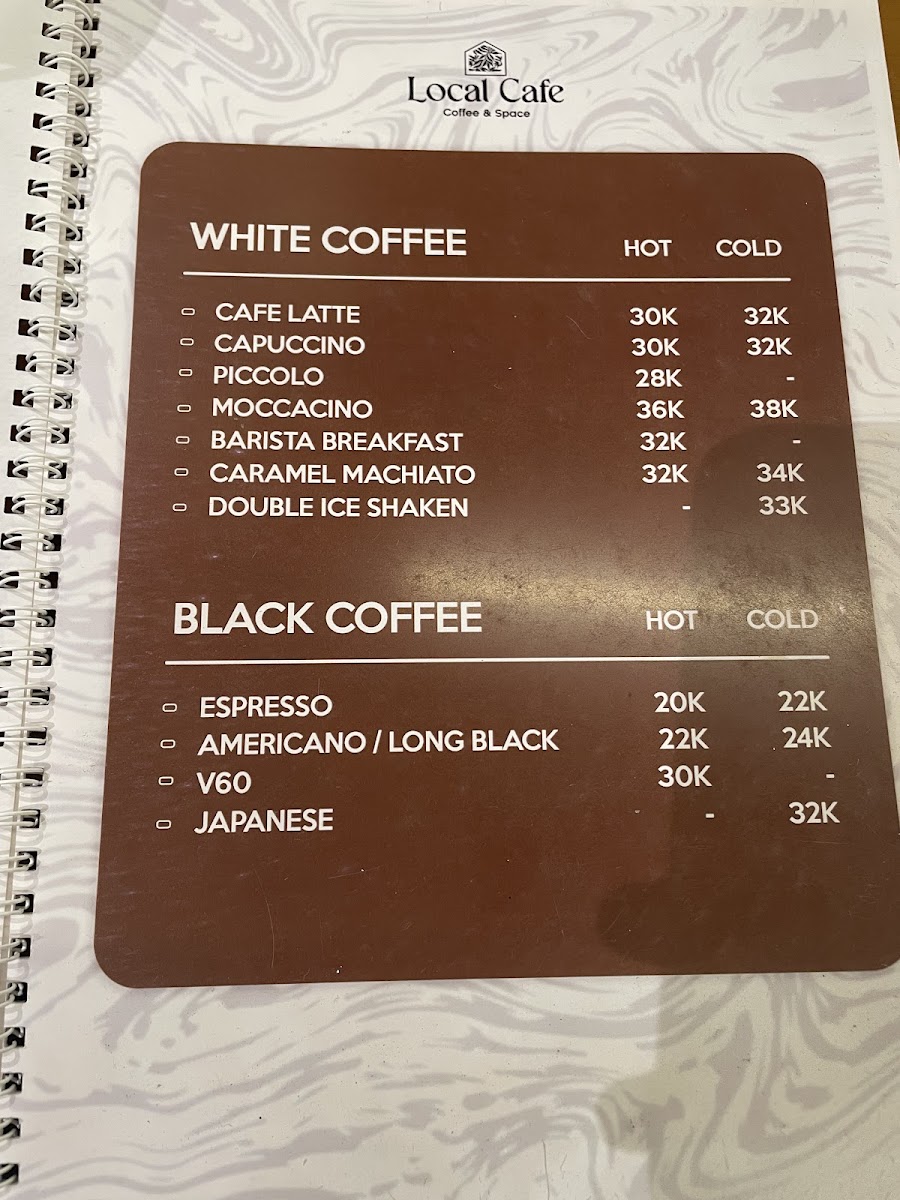 Local Cafe
Coffee & Space
WHITE COFFEE HOT COLD
CAFE LATTE 30K 32K
CAPUCCINO 30K 32K
PICCOLO 28K -
MOCCACINO 36K 38K
BARISTA BREAKFAST 32K -
CARAMEL MACHIATO 32K 34K
DOUBLE ICE SHAKEN - 33K
BLACK COFFEE HOT COLD
ESPRESSO 20K 22K
AMERICANO / LONG BLACK 22K 24K
V60 30K -
JAPANESE - 32K